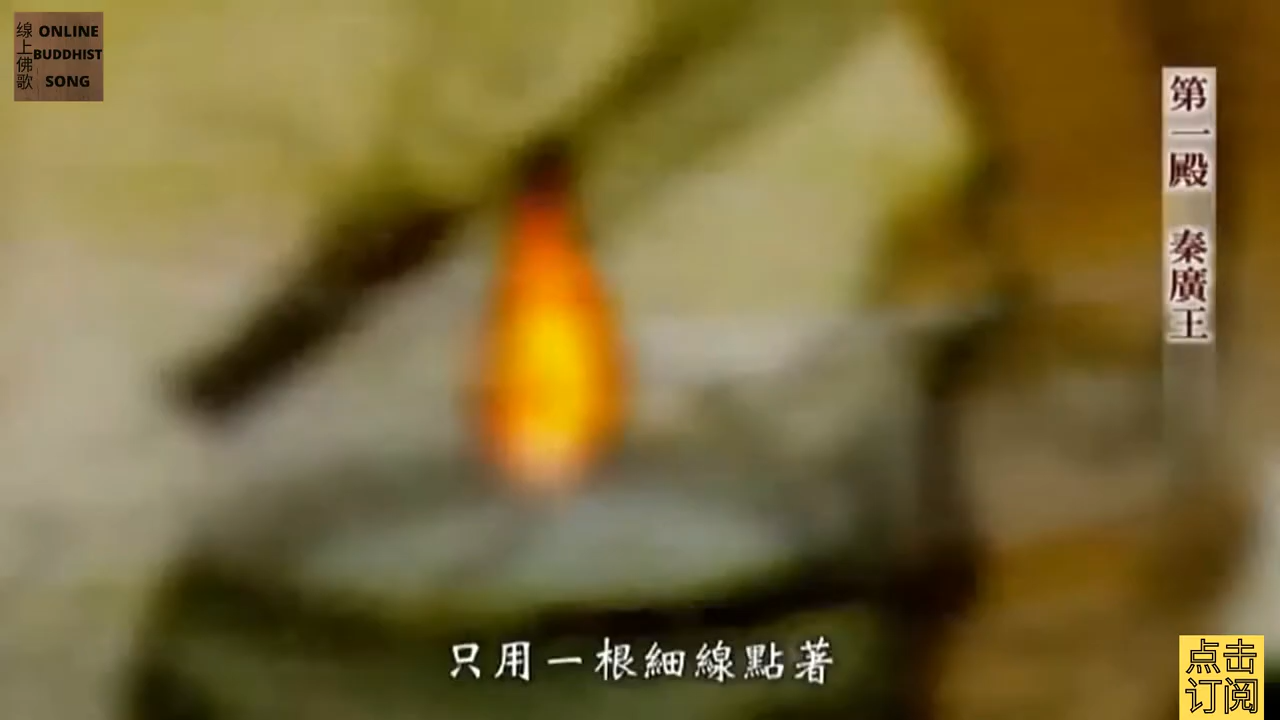 线上佛歌
ONLINE
BUDDHIST
SONG
第一殿 秦廣王
只用一根細線點著
点击
订阅